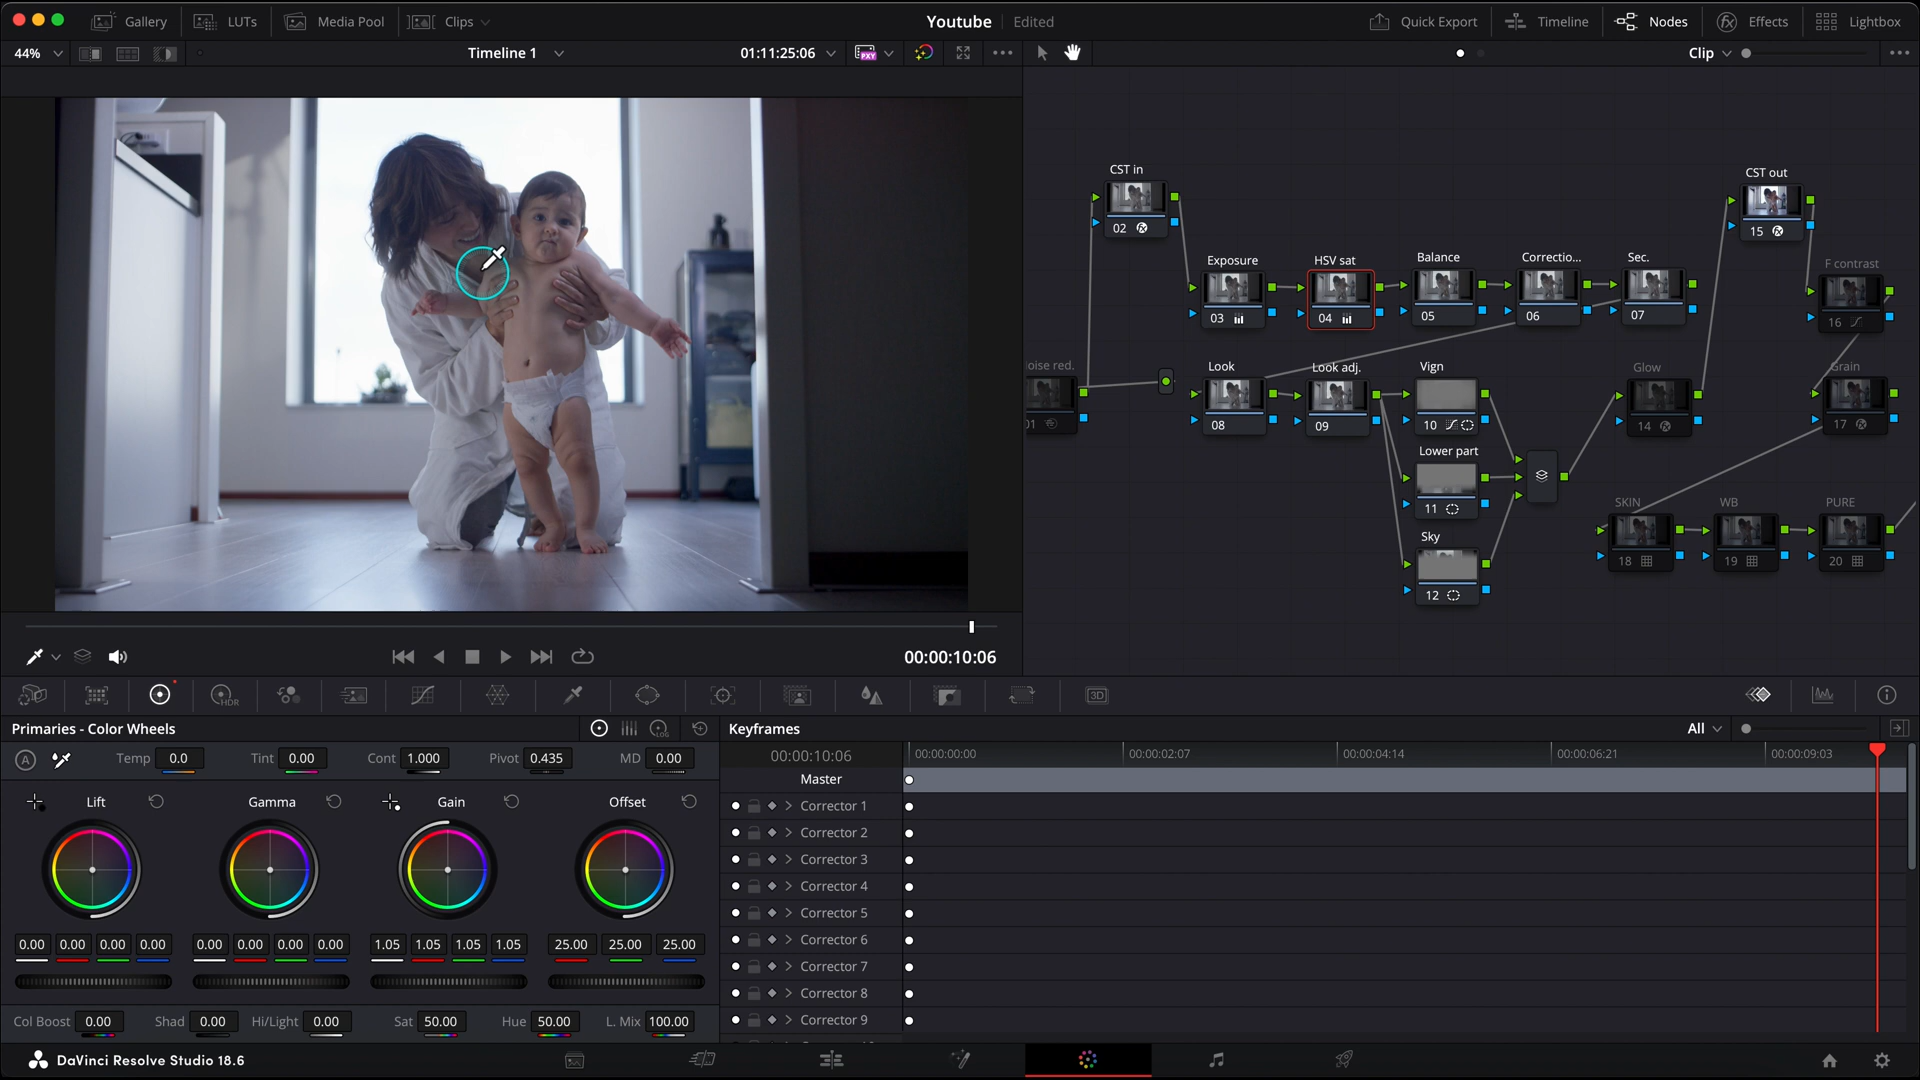 Gallery LUTs Media Pool Clips Youtube Edited Quick Export Timeline Nodes Effects Lightbox
44% Timeline 1 01:11:25:06 PXY Clip
CST in
02
CST out
15
Exposure
03
HSV sat
04
Balance
05
Correctio...
06
Sec.
07
F contrast
16
oise red.
01
Look
08
Look adj.
09
Vign
10
Glow
14
Grain
17
Lower part
11
Sky
12
SKIN
18
WB
19
PURE
20
00:00:10:06
HDR
3D
Primaries - Color Wheels
LOG
A Temp 0.0 Tint 0.00 Cont 1.000 Pivot 0.435 MD 0.00
Lift Gamma Gain Offset
0.00 0.00 0.00 0.00 0.00 0.00 0.00 0.00 1.05 1.05 1.05 1.05 25.00 25.00 25.00
Col Boost 0.00 Shad 0.00 Hi/Light 0.00 Sat 50.00 Hue 50.00 L. Mix 100.00
Keyframes All
00:00:10:06 00:00:00:00 00:00:02:07 00:00:04:14 00:00:06:21 00:00:09:03
Master
Corrector 1
Corrector 2
Corrector 3
Corrector 4
Corrector 5
Corrector 6
Corrector 7
Corrector 8
Corrector 9
DaVinci Resolve Studio 18.6